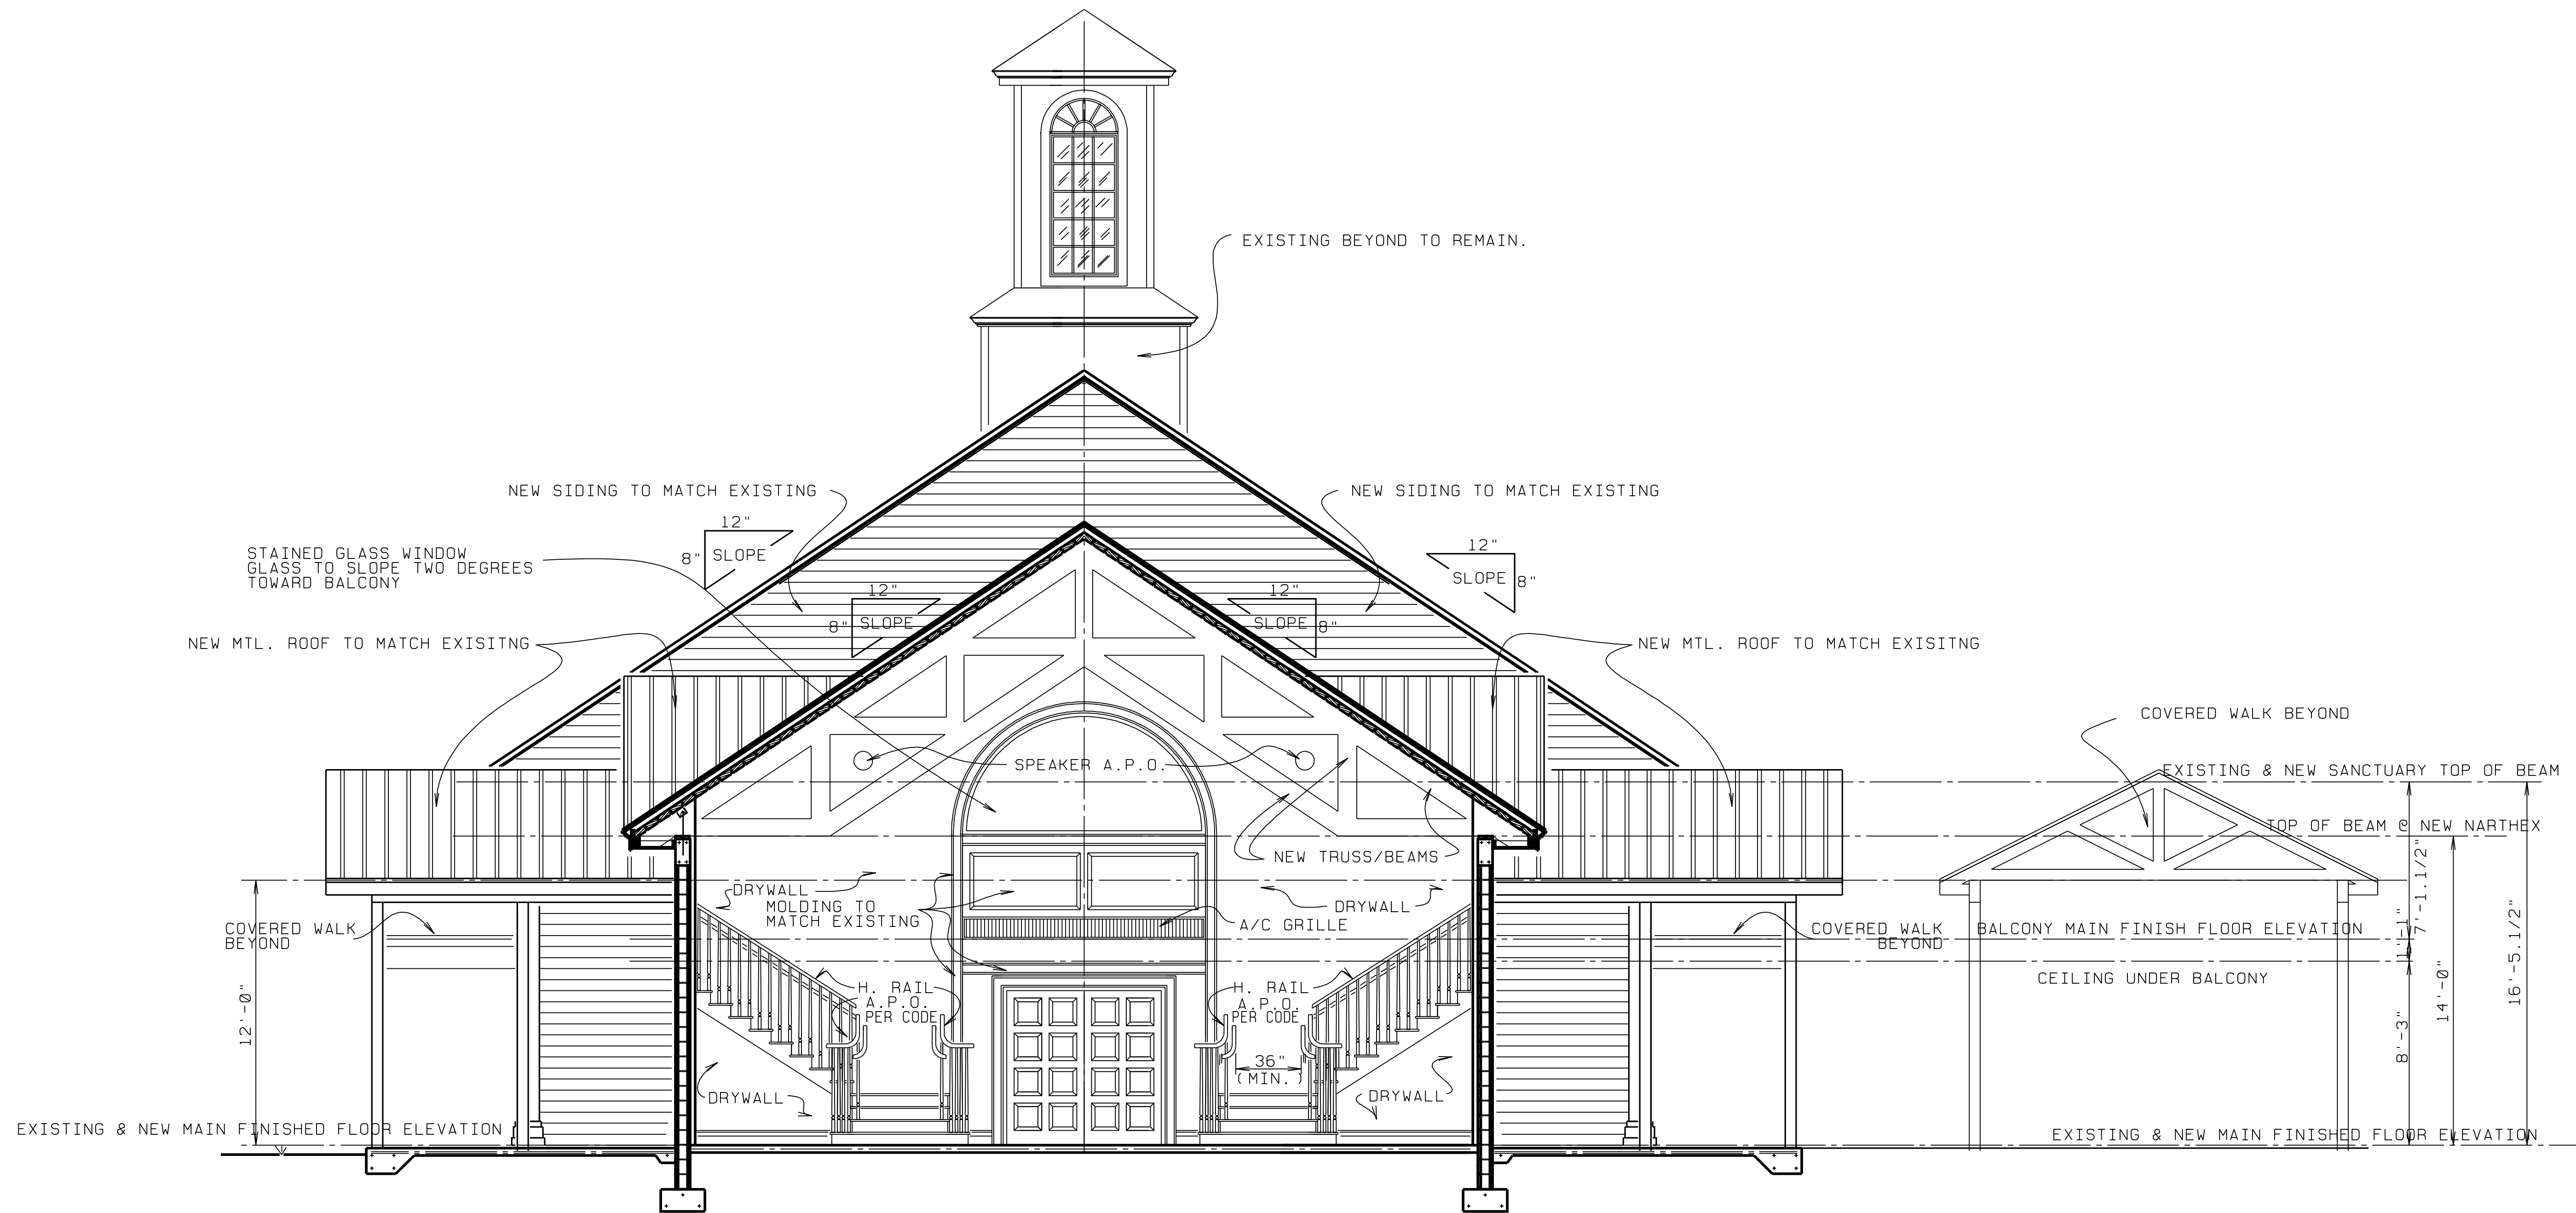 EXISTING BEYOND TO REMAIN.
NEW SIDING TO MATCH EXISTING
NEW SIDING TO MATCH EXISTING
12"
8" SLOPE
12"
SLOPE 8"
STAINED GLASS WINDOW
GLASS TO SLOPE TWO DEGREES
TOWARD BALCONY
12"
8" SLOPE
12"
SLOPE 8"
NEW MTL. ROOF TO MATCH EXISITNG
NEW MTL. ROOF TO MATCH EXISITNG
COVERED WALK BEYOND
SPEAKER A.P.O.
EXISTING & NEW SANCTUARY TOP OF BEAM
TOP OF BEAM @ NEW NARTHEX
NEW TRUSS/BEAMS
DRYWALL
MOLDING TO
MATCH EXISTING
DRYWALL
A/C GRILLE
COVERED WALK
BEYOND
COVERED WALK
BEYOND
BALCONY MAIN FINISH FLOOR ELEVATION
CEILING UNDER BALCONY
7'-1.1/2"
1'-1"
8'-3"
14'-0"
16'-5.1/2"
12'-0"
H. RAIL
A.P.O.
PER CODE
H. RAIL
A.P.O.
PER CODE
36"
(MIN.)
DRYWALL
DRYWALL
EXISTING & NEW MAIN FINISHED FLOOR ELEVATION
EXISTING & NEW MAIN FINISHED FLOOR ELEVATION